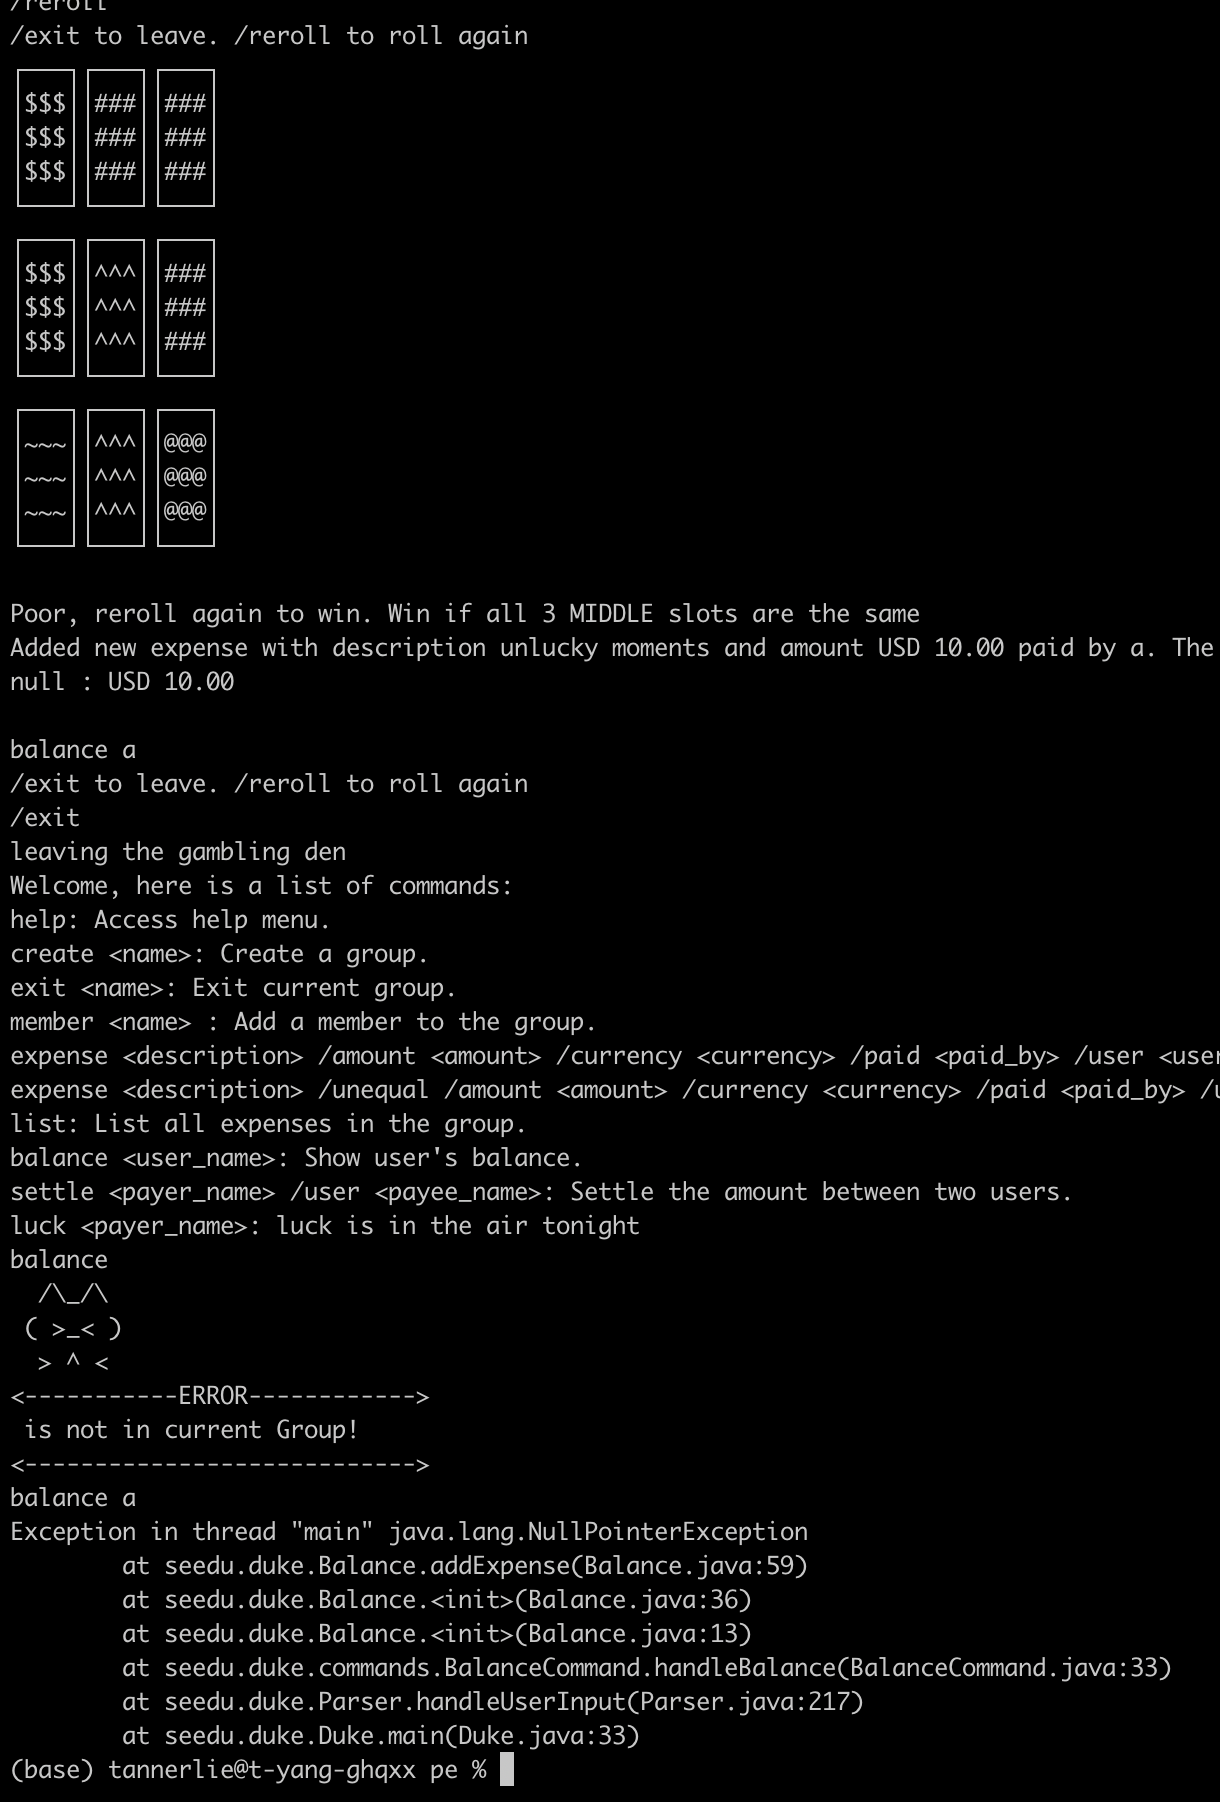 /reroll
/exit to leave. /reroll to roll again
$$$ ### ###
$$$ ### ###
$$$ ### ###
$$$ ^^^ ###
$$$ ^^^ ###
$$$ ^^^ ###
~~~ ^^^ @@@
~~~ ^^^ @@@
~~~ ^^^ @@@
Poor, reroll again to win. Win if all 3 MIDDLE slots are the same
Added new expense with description unlucky moments and amount USD 10.00 paid by a. The
null : USD 10.00
balance a
/exit to leave. /reroll to roll again
/exit
leaving the gambling den
Welcome, here is a list of commands:
help: Access help menu.
create <name>: Create a group.
exit <name>: Exit current group.
member <name> : Add a member to the group.
expense <description> /amount <amount> /currency <currency> /paid <paid_by> /user <user
expense <description> /unequal /amount <amount> /currency <currency> /paid <paid_by> /u
list: List all expenses in the group.
balance <user_name>: Show user's balance.
settle <payer_name> /user <payee_name>: Settle the amount between two users.
luck <payer_name>: luck is in the air tonight
balance
  /\_/\
 ( >_< )
  > ^ <
<-----------ERROR------------>
 is not in current Group!
<---------------------------->
balance a
Exception in thread "main" java.lang.NullPointerException
        at seedu.duke.Balance.addExpense(Balance.java:59)
        at seedu.duke.Balance.<init>(Balance.java:36)
        at seedu.duke.Balance.<init>(Balance.java:13)
        at seedu.duke.commands.BalanceCommand.handleBalance(BalanceCommand.java:33)
        at seedu.duke.Parser.handleUserInput(Parser.java:217)
        at seedu.duke.Duke.main(Duke.java:33)
(base) tannerlie@t-yang-ghqxx pe %